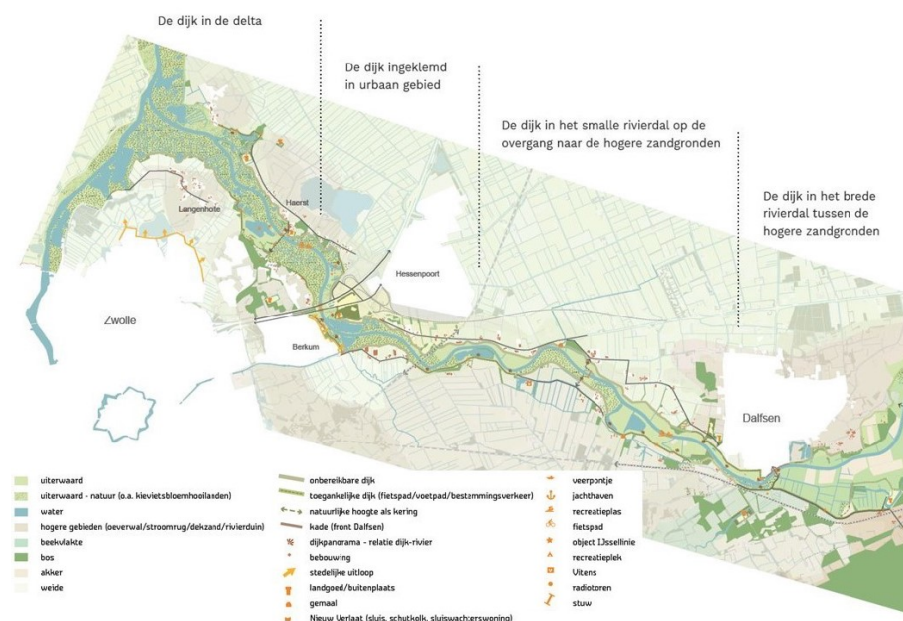 De dijk in de delta
De dijk ingeklemd
in urbaan gebied
De dijk in het smalle rivierdal op de
overgang naar de hogere zandgronden
De dijk in het brede
rivierdal tussen de
hogere zandgronden
Langenholte
Haerst
Hessenpoort
Zwolle
Berkum
Dalfsen
uiterwaard
uiterwaard - natuur (o.a. kievietsbloemhooilanden)
water
hogere gebieden (oeverwal/stroomrug/dekzand/rivierduin)
beekvlakte
bos
akker
weide
onbereikbare dijk
toegankelijke dijk (fietspad/voetpad/bestemmingsverkeer)
natuurlijke hoogte als kering
kade (front Dalfsen)
dijkpanorama - relatie dijk-rivier
bebouwing
stedelijke uitloop
landgoed/buitenplaats
gemaal
Nieuw Verlaat (sluis, schutkolk, sluiswachterswoning)
veerpontje
jachthaven
recreatieplas
fietspad
object IJssellinie
recreatieplek
Vitens
radiotoren
stuw